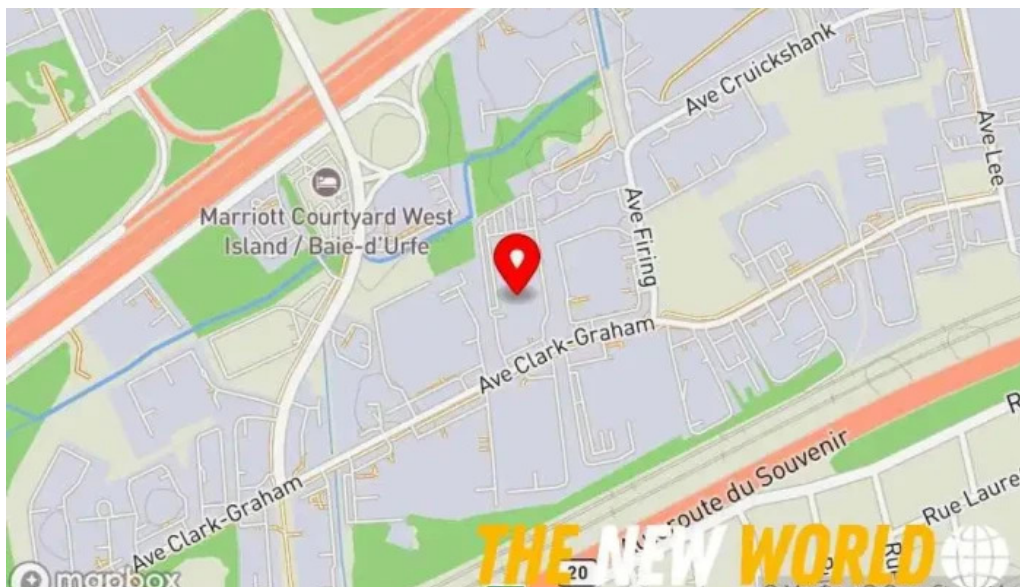 Ave Cruickshank
Ave Lee
Marriott Courtyard West
Island / Baie-d'Urfe
Ave Firing
Ave Clark-Graham
Ave Clark-Graham
route du Souvenir
Rue Laure
20
THE NEW WORLD
mapbox